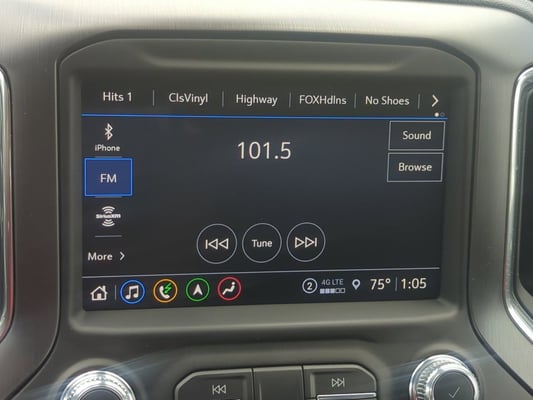 Hits 1 ClsVinyl Highway FOXHdlns No Shoes
iPhone
101.5
Sound
FM
Browse
SiriusXM
Tune
More
2 4G LTE 75° 1:05